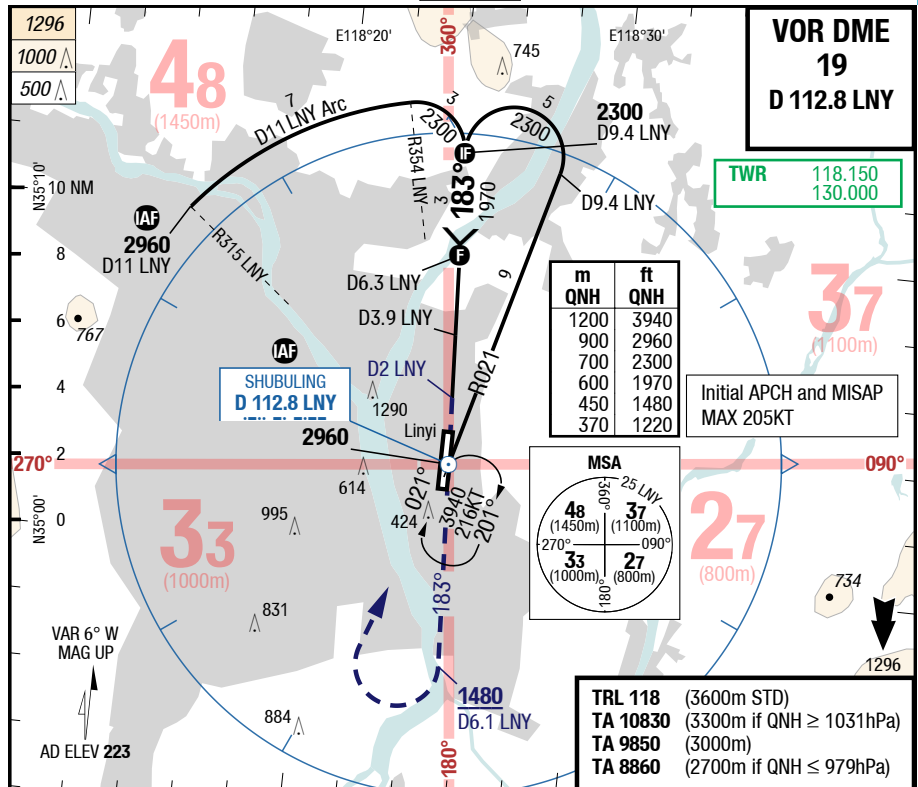 1296
1000
500
E118°20'
E118°30'
360°
745
VOR DME
19
D 112.8 LNY
48
(1450m)
7
D11 LNY Arc
3
2300
5
2300
2300
D9.4 LNY
IF
TWR 118.150
130.000
N35°10'
10 NM
R354 LNY
183°
3
1970
D9.4 LNY
IAF
2960
D11 LNY
R315 LNY
8
F
D6.3 LNY
9
m QNH ft QNH
1200 3940
900 2960
700 2300
600 1970
450 1480
370 1220
37
(1100m)
6
767
D3.9 LNY
R021
IAF
SHUBULING
D 112.8 LNY
D2 LNY
4
1290
Initial APCH and MISAP
MAX 205KT
2960
Linyi
2
270°
090°
614
021°
3940
216KT
201°
424
MSA
25 LNY
360°
48
(1450m)
37
(1100m)
270°
090°
33
(1000m)
27
(800m)
180°
N35°00'
0
995
33
(1000m)
27
(800m)
183°
734
831
VAR 6° W
MAG UP
1296
1480
D6.1 LNY
884
AD ELEV 223
180°
TRL 118 (3600m STD)
TA 10830 (3300m if QNH ≥ 1031hPa)
TA 9850 (3000m)
TA 8860 (2700m if QNH ≤ 979hPa)